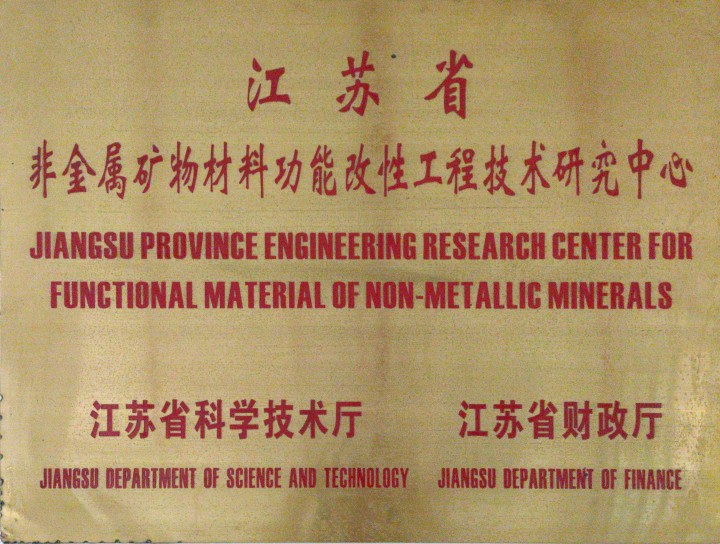 江苏省
非金属矿物材料功能改性工程技术研究中心
JIANGSU PROVINCE ENGINEERING RESEARCH CENTER FOR
FUNCTIONAL MATERIAL OF NON-METALLIC MINERALS
江苏省科学技术厅 江苏省财政厅
JIANGSU DEPARTMENT OF SCIENCE AND TECHNOLOGY JIANGSU DEPARTMENT OF FINANCE